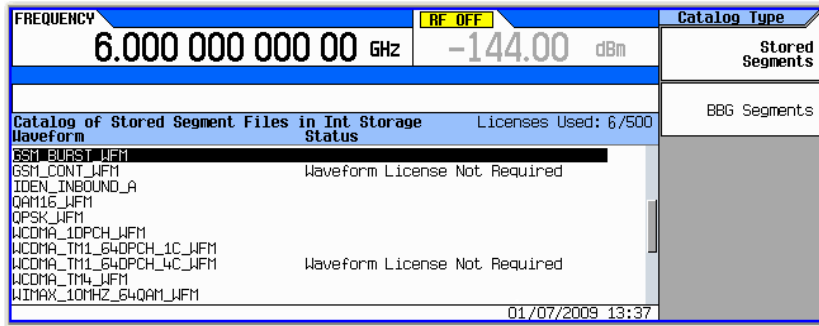 FREQUENCY
6.000 000 000 00 GHz
RF OFF
-144.00 dBm
Catalog Type
Stored
Segments
BBG Segments
Catalog of Stored Segment Files in Int Storage
Licenses Used: 6/500
Waveform Status
GSM_BURST_WFM
GSM_CONT_WFM Waveform License Not Required
IDEN_INBOUND_A
QAM16_WFM
QPSK_WFM
WCDMA_1DPCH_WFM
WCDMA_TM1_64DPCH_1C_WFM
WCDMA_TM1_64DPCH_4C_WFM Waveform License Not Required
WCDMA_TM4_WFM
WIMAX_10MHZ_64QAM_WFM
01/07/2009 13:37